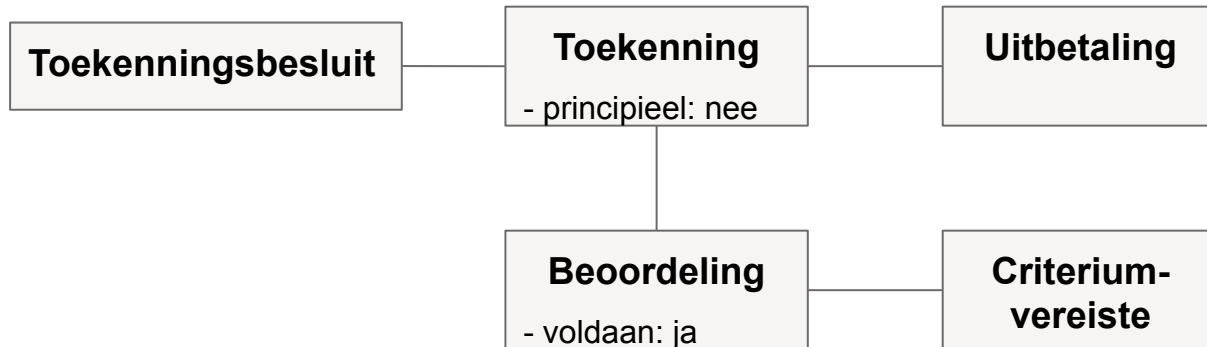 Toekenningsbesluit
Toekenning
- principieel: nee
Uitbetaling
Beoordeling
- voldaan: ja
Criterium-
vereiste